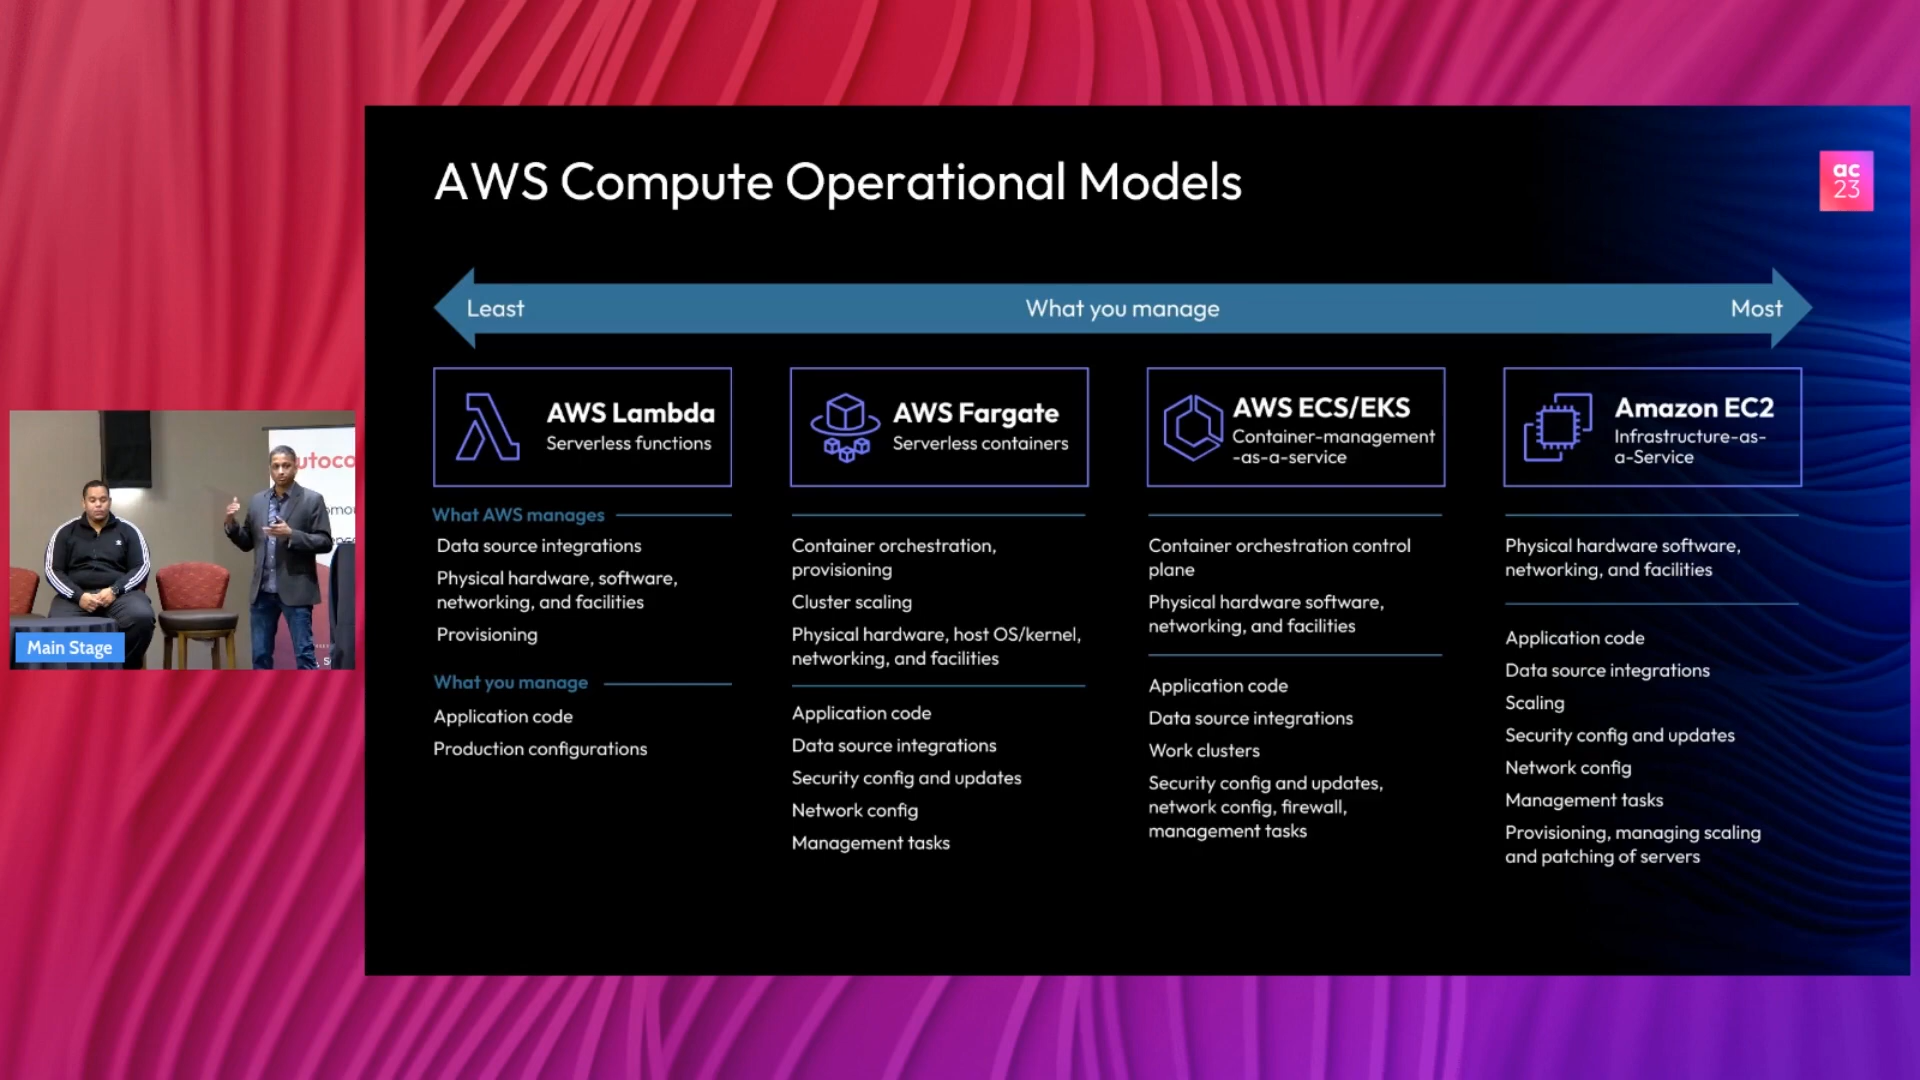 AWS Compute Operational Models
ac
23
Least
What you manage
Most
AWS Lambda
Serverless functions
AWS Fargate
Serverless containers
AWS ECS/EKS
Container-management
-as-a-service
Amazon EC2
Infrastructure-as-
a-Service
What AWS manages
Data source integrations
Physical hardware, software,
networking, and facilities
Provisioning
What you manage
Application code
Production configurations
Container orchestration,
provisioning
Cluster scaling
Physical hardware, host OS/kernel,
networking, and facilities
Application code
Data source integrations
Security config and updates
Network config
Management tasks
Container orchestration control
plane
Physical hardware software,
networking, and facilities
Application code
Data source integrations
Work clusters
Security config and updates,
network config, firewall,
management tasks
Physical hardware software,
networking, and facilities
Application code
Data source integrations
Scaling
Security config and updates
Network config
Management tasks
Provisioning, managing scaling
and patching of servers
utoco
Main Stage